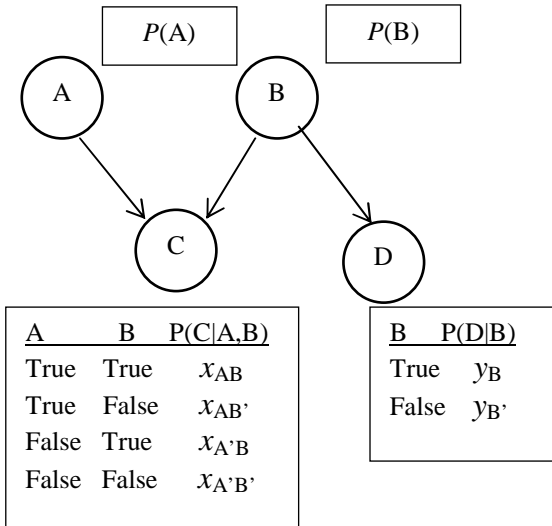 P(A)
P(B)
A
B
C
D
A B P(C|A,B)
True True xAB
True False xAB’
False True xA’B
False False xA’B’
B P(D|B)
True yB
False yB’